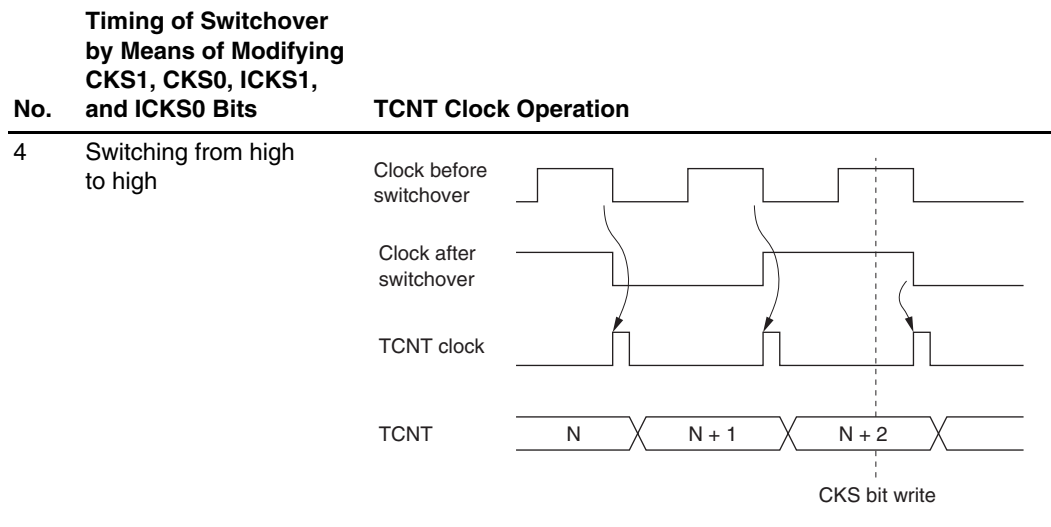 Timing of Switchover
by Means of Modifying
CKS1, CKS0, ICKS1,
No. and ICKS0 Bits TCNT Clock Operation
4 Switching from high
to high
Clock before
switchover
Clock after
switchover
TCNT clock
TCNT N N + 1 N + 2
CKS bit write